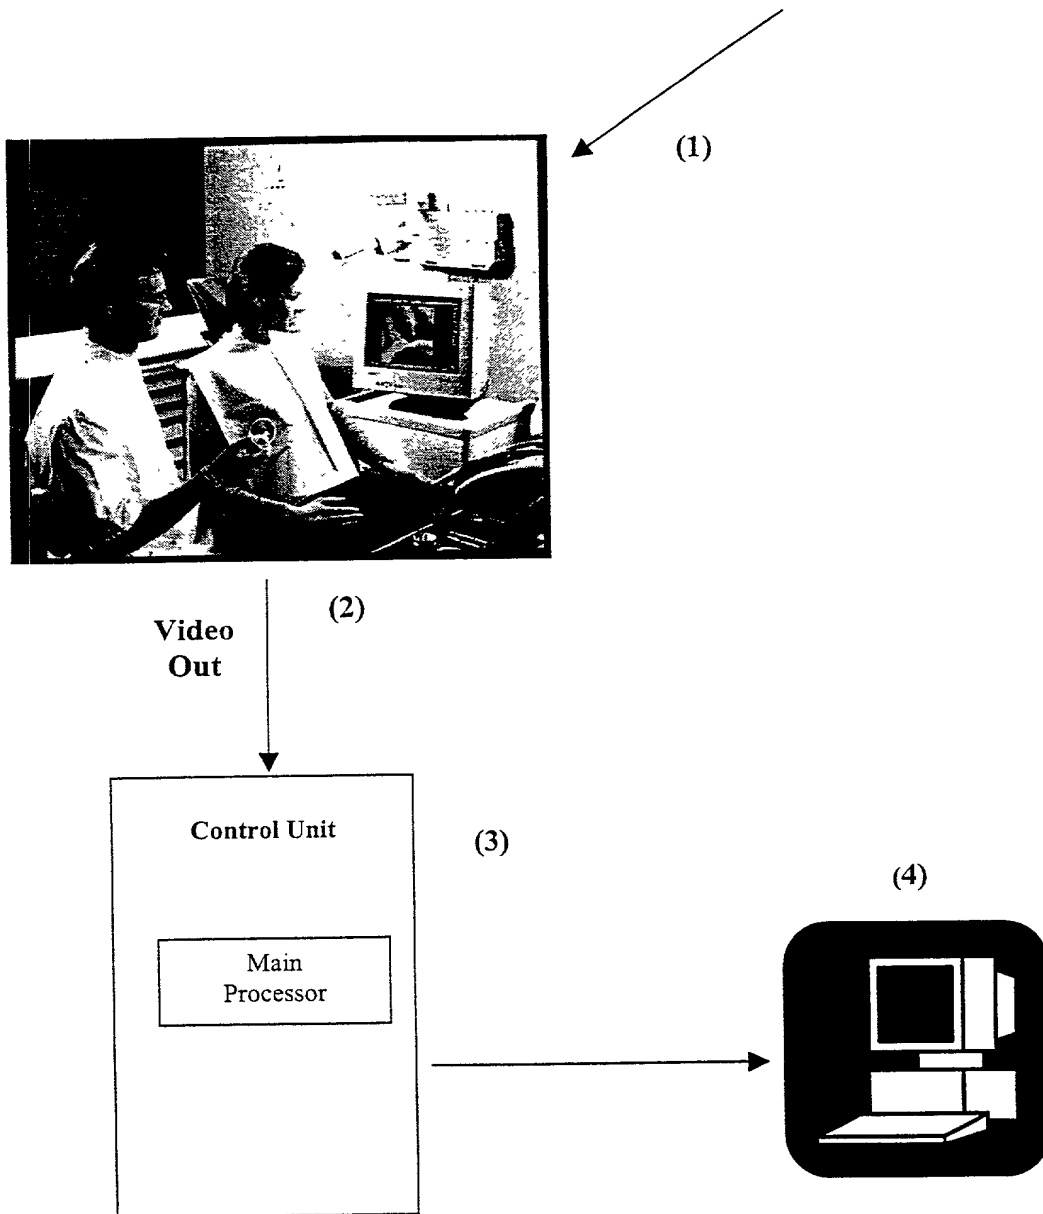 (1)
(2)
Video
Out
Control Unit
(3)
(4)
Main
Processor